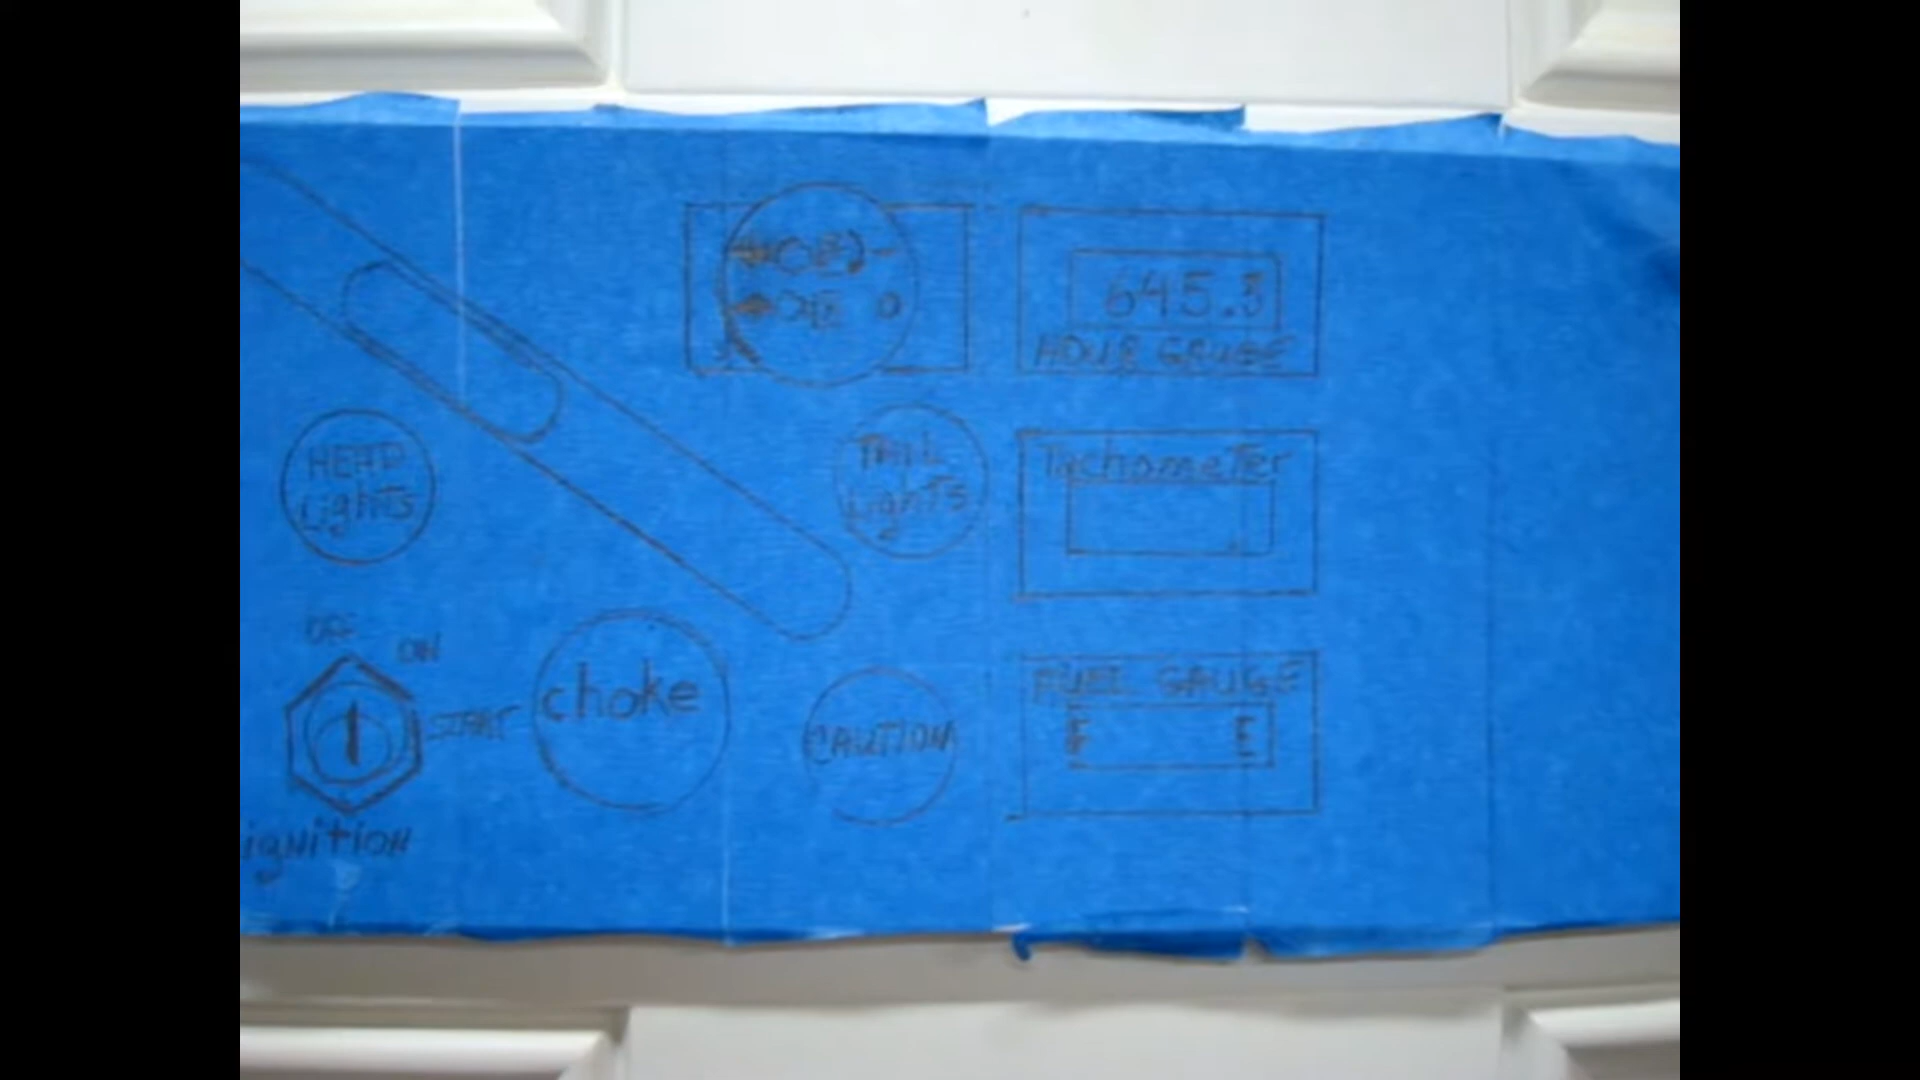 645.3
HOUR GAUGE
HEAD
Lights
TAIL
Lights
Tachometer
OFF
ON
START
choke
CAUTION
FUEL GAUGE
F E
ignition